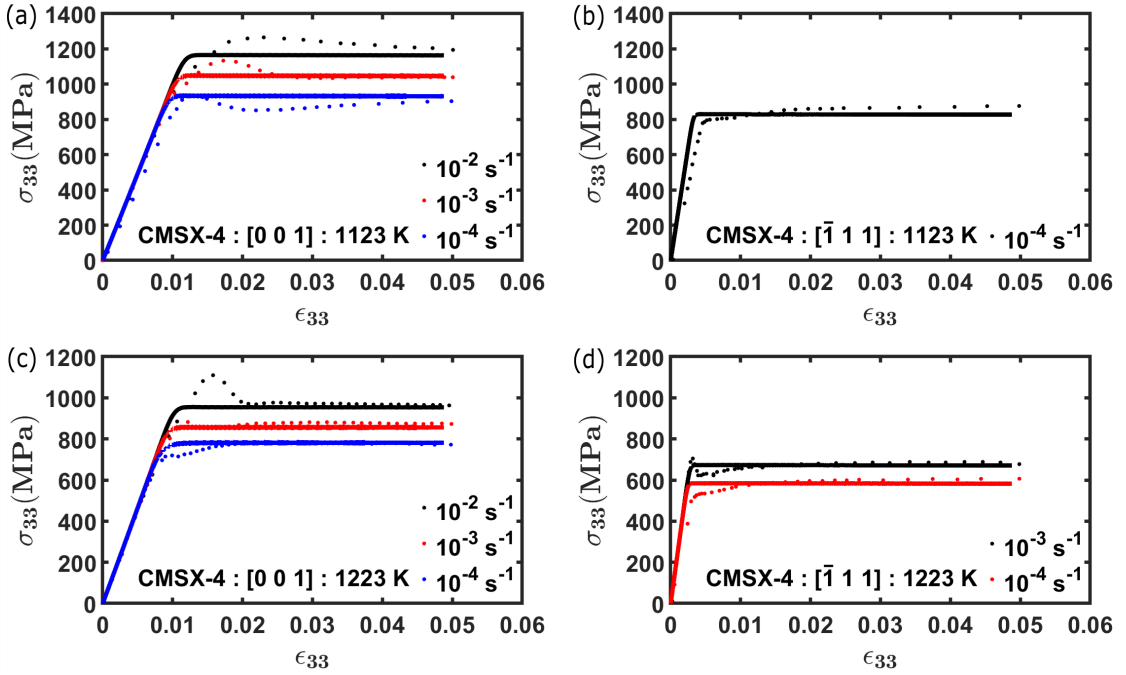 (a)
1400
1200
1000
800
600
400
200
0
σ33(MPa)
10-2 s-1
10-3 s-1
10-4 s-1
CMSX-4 : [0 0 1] : 1123 K
0 0.01 0.02 0.03 0.04 0.05 0.06
ϵ33
(b)
1400
1200
1000
800
600
400
200
0
σ33(MPa)
CMSX-4 : [1̄ 1 1] : 1123 K
10-4 s-1
0 0.01 0.02 0.03 0.04 0.05 0.06
ϵ33
(c)
1200
1000
800
600
400
200
0
σ33(MPa)
10-2 s-1
10-3 s-1
10-4 s-1
CMSX-4 : [0 0 1] : 1223 K
0 0.01 0.02 0.03 0.04 0.05 0.06
ϵ33
(d)
1200
1000
800
600
400
200
0
σ33(MPa)
10-3 s-1
10-4 s-1
CMSX-4 : [1̄ 1 1] : 1223 K
0 0.01 0.02 0.03 0.04 0.05 0.06
ϵ33